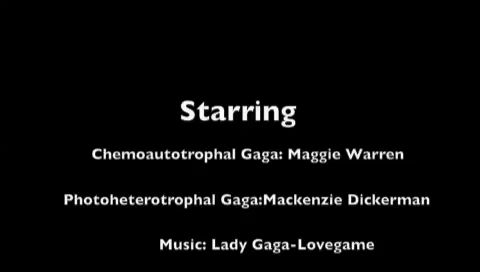 Starring
Chemoautotrophal Gaga: Maggie Warren
Photoheterotrophal Gaga:Mackenzie Dickerman
Music: Lady Gaga-Lovegame